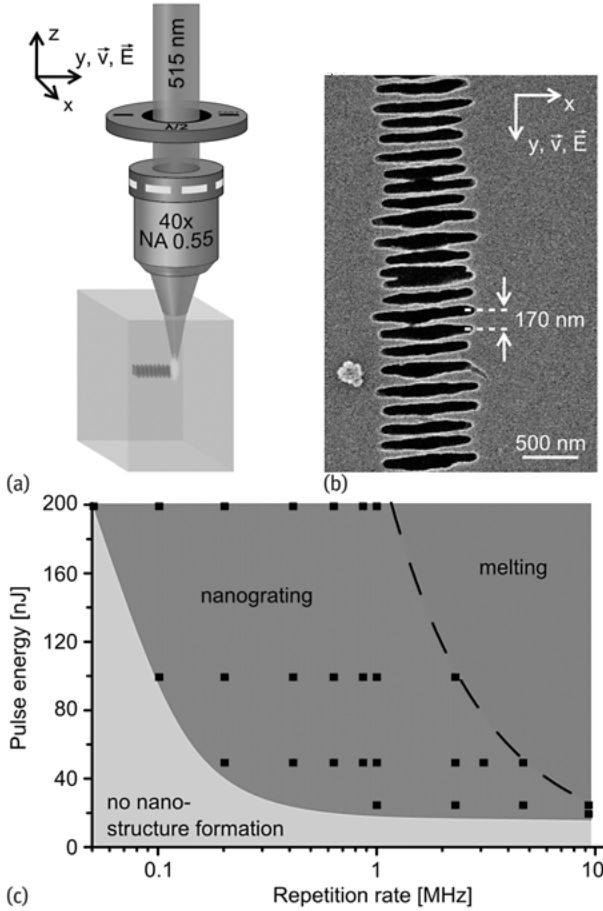 z
y, v⃗, E⃗
x
515 nm
λ/2
40x
NA 0.55
(a)
x
y, v⃗, E⃗
170 nm
500 nm
(b)
200
160
120
80
40
0
Pulse energy [nJ]
nanograting
melting
no nano-
structure formation
0.1
1
10
Repetition rate [MHz]
(c)